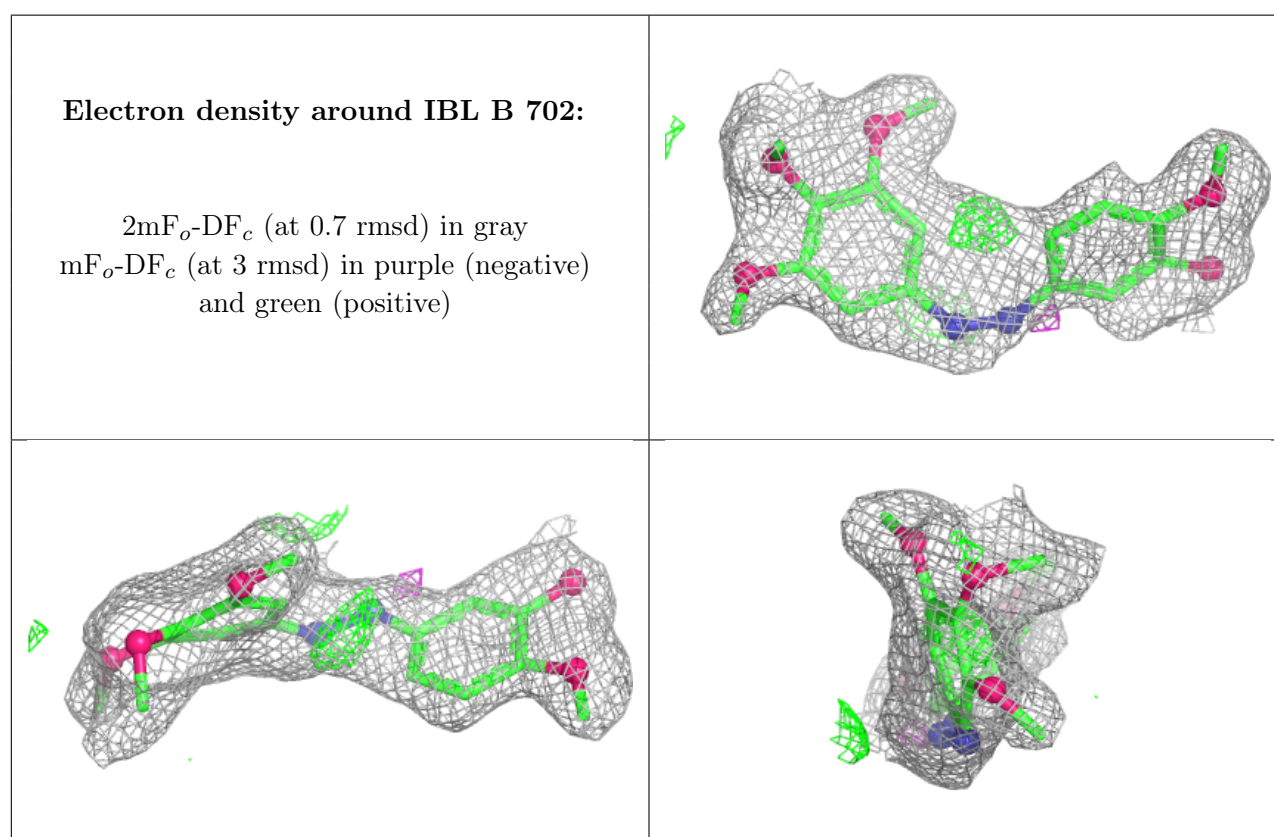 Electron density around IBL B 702:
2mFₒ-DF𝒸 (at 0.7 rmsd) in gray
mFₒ-DF𝒸 (at 3 rmsd) in purple (negative)
and green (positive)